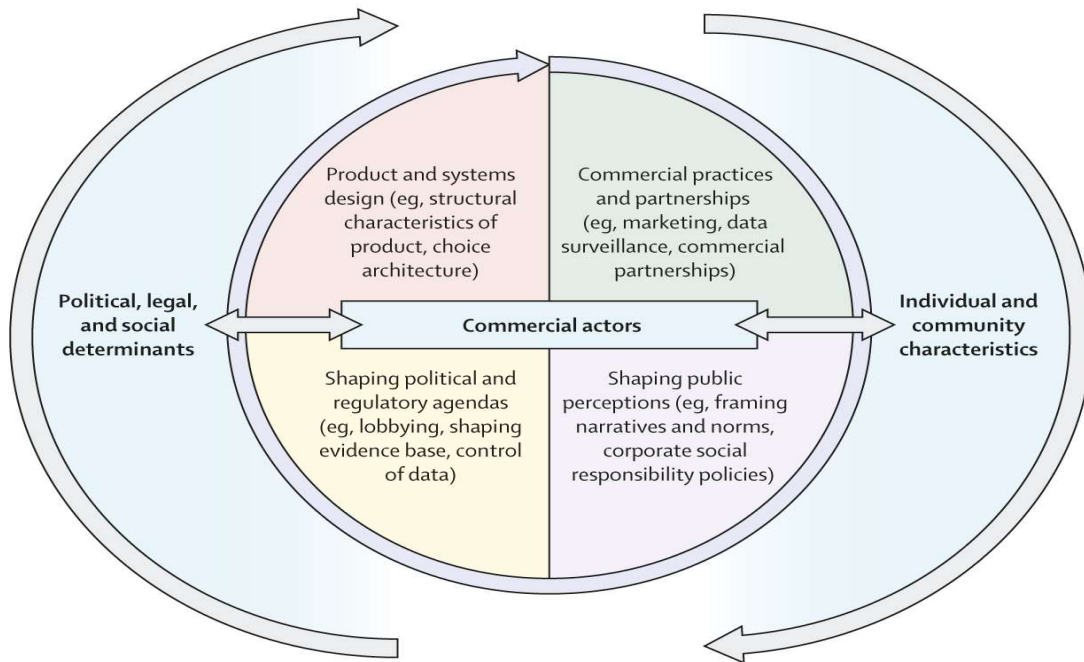 Product and systems
design (eg, structural
characteristics of
product, choice
architecture)
Commercial practices
and partnerships
(eg, marketing, data
surveillance, commercial
partnerships)
Political, legal,
and social
determinants
Commercial actors
Individual and
community
characteristics
Shaping political and
regulatory agendas
(eg, lobbying, shaping
evidence base, control
of data)
Shaping public
perceptions (eg, framing
narratives and norms,
corporate social
responsibility policies)